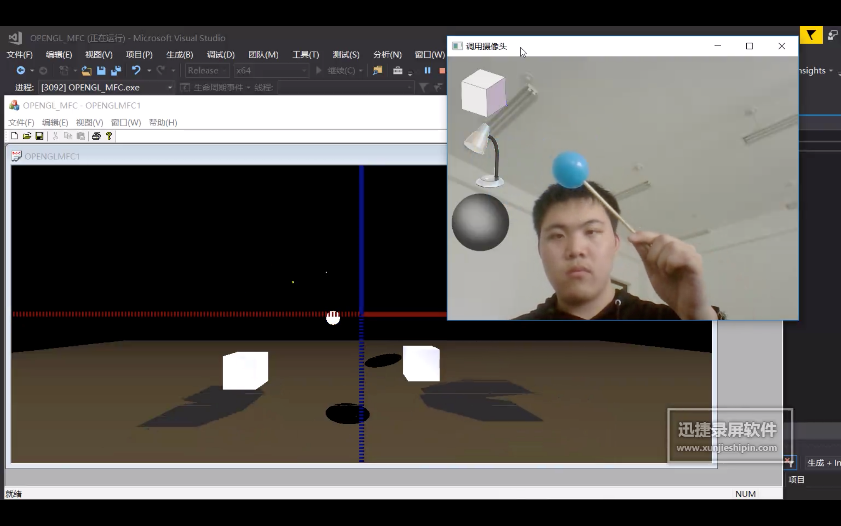 OPENGL_MFC (正在运行) - Microsoft Visual Studio
文件(F) 编辑(E) 视图(V) 项目(P) 生成(B) 调试(D) 团队(M) 工具(T) 测试(S) 分析(N) 窗口(W)
Release x64 继续(C)
nsights
进程: [3092] OPENGL_MFC.exe 生命周期事件 线程:
OPENGL_MFC - OPENGLMFC1
文件(F) 编辑(E) 视图(V) 窗口(W) 帮助(H)
OPENGLMFC1
调用摄像头
迅捷录屏软件
www.xunjieshipin.com
生成 + In
项目
就绪
NUM